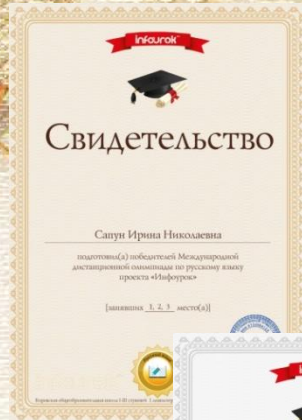 infourok
Свидетельство
Сапун Ирина Николаевна
подготовил(а) победителей Международной
дистанционной олимпиады по русскому языку
проекта «Инфоурок»
[занявших 1, 2, 3 место(а)]
infourok